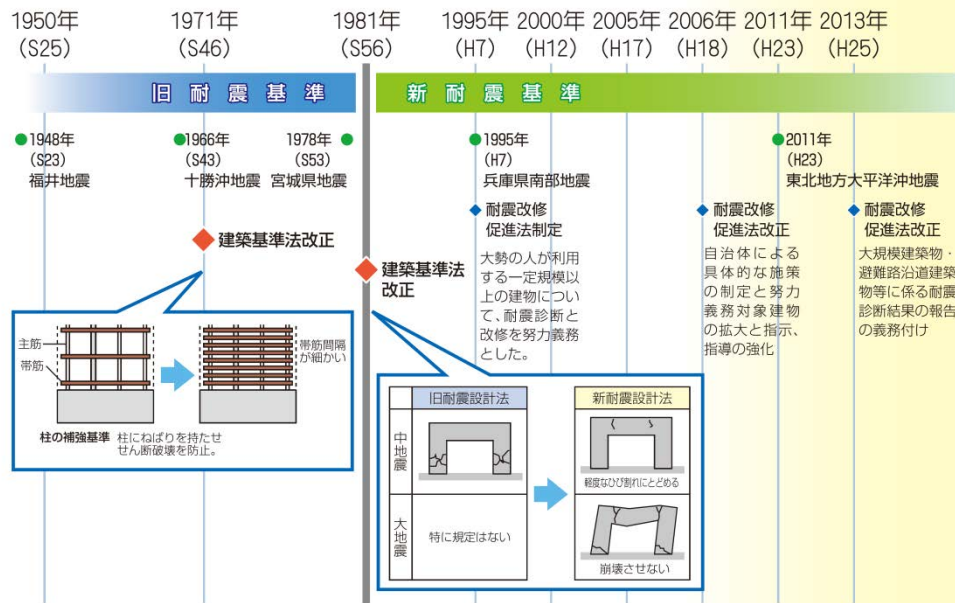 1950年
(S25)
1971年
(S46)
1981年
(S56)
1995年
(H7)
2000年
(H12)
2005年
(H17)
2006年
(H18)
2011年
(H23)
2013年
(H25)
旧耐震基準
新耐震基準
1948年
(S23)
福井地震
1966年
(S43)
十勝沖地震
1978年
(S53)
宮城県地震
1995年
(H7)
兵庫県南部地震
2011年
(H23)
東北地方太平洋沖地震
建築基準法改正
建築基準法
改正
耐震改修
促進法制定
大勢の人が利用
する一定規模以
上の建物につい
て、耐震診断と
改修を努力義務
とした。
耐震改修
促進法改正
自治体による
具体的な施策
の制定と努力
義務対象建物
の拡大と指示、
指導の強化
耐震改修
促進法改正
大規模建築物・
避難路沿道建築
物等に係る耐震
診断結果の報告
の義務付け
主筋
帯筋
帯筋間隔
が細かい
柱の補強基準 柱にねばりを持たせ
せん断破壊を防止。
旧耐震設計法
新耐震設計法
中地震
軽度なひび割れにとどめる
大地震
特に規定はない
崩壊させない